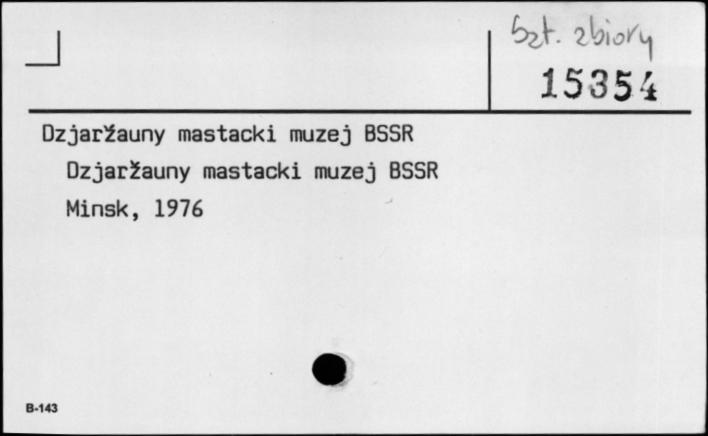 Szt. zbiory
15354
Dzjaržauny mastacki muzej BSSR
Dzjaržauny mastacki muzej BSSR
Minsk, 1976
B-143